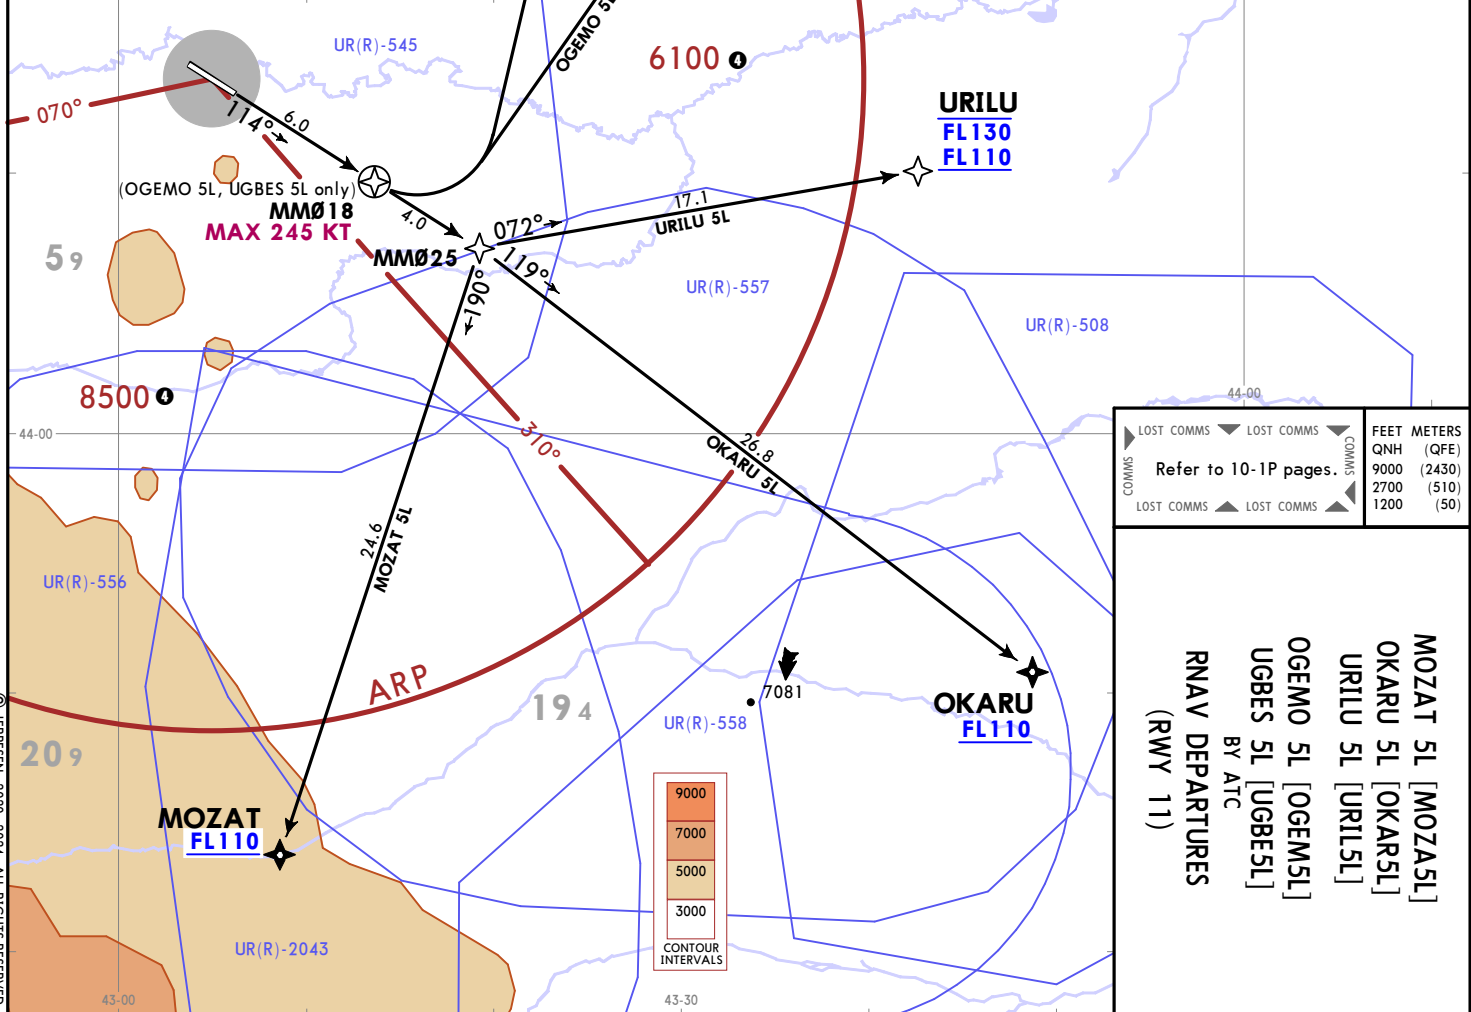 OGEMO 5L
UR(R)-545
6100 4
URILU
FL130
FL110
070°
114°
6.0
(OGEMO 5L, UGBES 5L only)
MMØ18
MAX 245 KT
4.0
MMØ25
072°
17.1
URILU 5L
119°
190°
59
UR(R)-557
UR(R)-508
8500 4
44-00
44-00
310°
26.8
OKARU 5L
LOST COMMS LOST COMMS
COMMS
COMMS
Refer to 10-1P pages.
LOST COMMS LOST COMMS
FEET METERS
QNH (QFE)
9000 (2430)
2700 (510)
1200 (50)
24.6
MOZAT 5L
UR(R)-556
ARP
194
7081
UR(R)-558
OKARU
FL110
209
MOZAT
FL110
9000
7000
5000
3000
CONTOUR
INTERVALS
UR(R)-2043
43-00
43-30
MOZAT 5L [MOZA5L]
OKARU 5L [OKAR5L]
URILU 5L [URIL5L]
OGEMO 5L [OGEM5L]
UGBES 5L [UGBE5L]
BY ATC
RNAV DEPARTURES
(RWY 11)